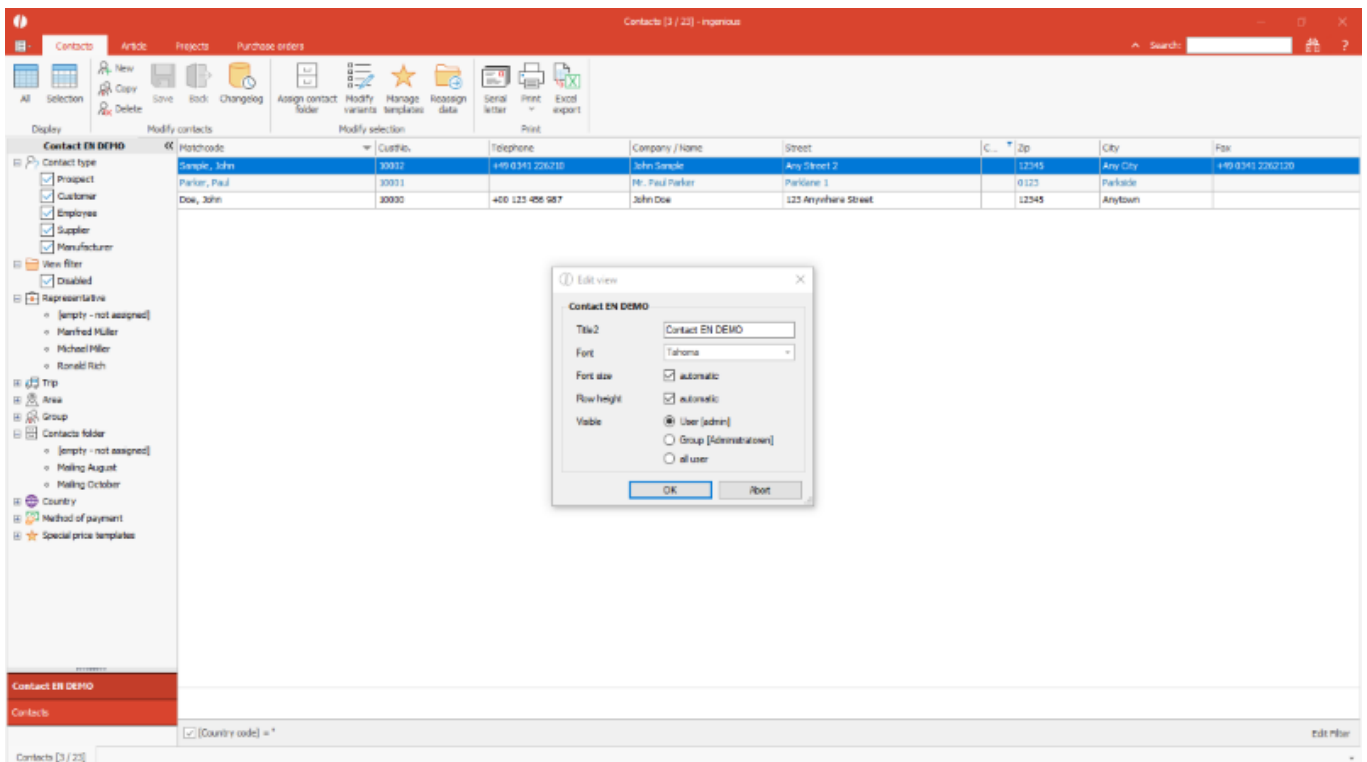 Contacts [3 / 23] - ingenious
Contacts Article Projects Purchase orders Search: ?
All Selection New Copy Delete Save Back Changelog Assign contact folder Modify variants Manage templates Reassign data Serial letter Print Excel export
Display Modify contacts Modify selection Print
Contact EN DEMO
Matchcode CustNo. Telephone Company / Name Street C... Zip City Fax
Sample, John 10002 +49 0341 226210 John Sample Any Street 2 12345 Any City +49 0341 2262120
Parker, Paul 10001 Mr. Paul Parker Parklane 1 0123 Parkside
Doe, John 10000 +00 123 456 987 John Doe 123 Anywhere Street 12345 Anytown
Contact type
Prospect
Customer
Employee
Supplier
Manufacturer
View filter
Disabled
Representative
[empty - not assigned]
Manfred Müller
Michael Miller
Ronald Rich
Trip
Area
Group
Contacts folder
[empty - not assigned]
Mailing August
Mailing October
Country
Method of payment
Special price templates
Edit view
Contact EN DEMO
Title2 Contact EN DEMO
Font Tahoma
Font size automatic
Row height automatic
Visible User [admin]
Group [Administratoren]
all user
OK Abort
Contact EN DEMO
Contacts
[Country code] = * Edit Filter
Contacts [3 / 23]